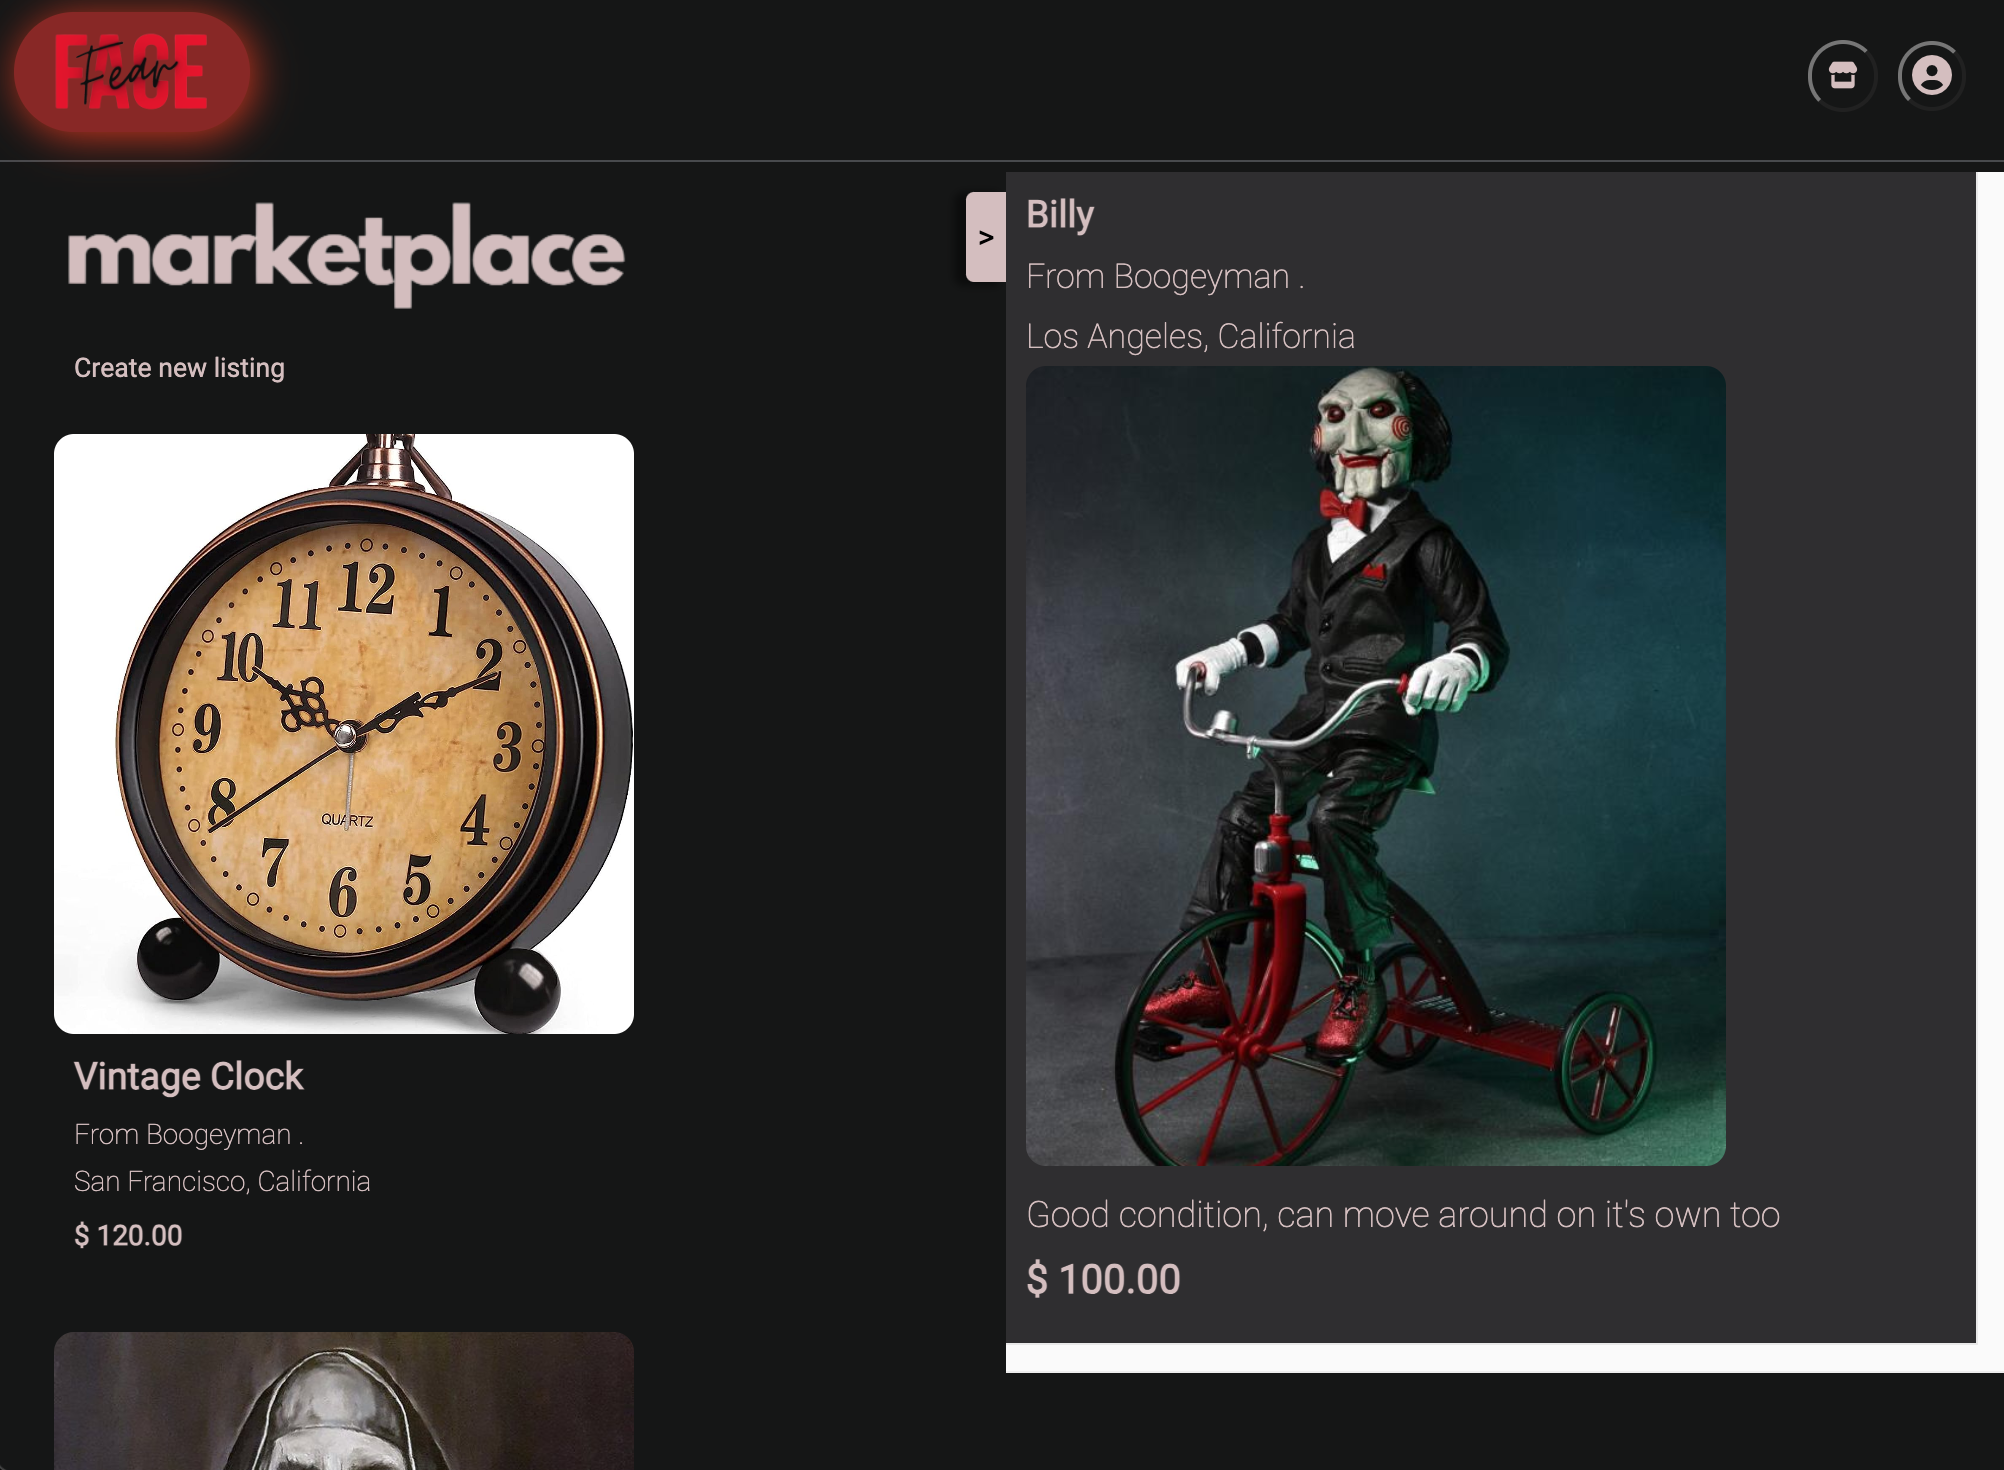 FACE
Fear
marketplace
Create new listing
12
1
2
3
4
5
6
7
8
9
10
11
QUARTZ
Vintage Clock
From Boogeyman .
San Francisco, California
$ 120.00
>
Billy
From Boogeyman .
Los Angeles, California
Good condition, can move around on it's own too
$ 100.00